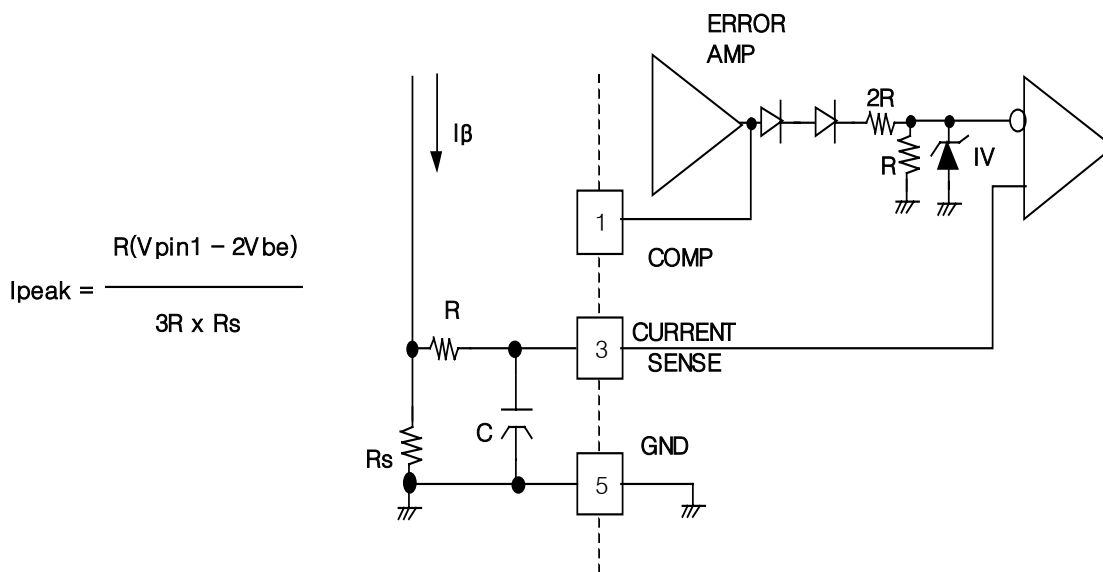 ERROR
AMP
2R
Iβ
R
IV
1
COMP
R(Vpin1 − 2Vbe)
Ipeak =
3R x Rs
R
3
CURRENT
SENSE
C
GND
Rs
5